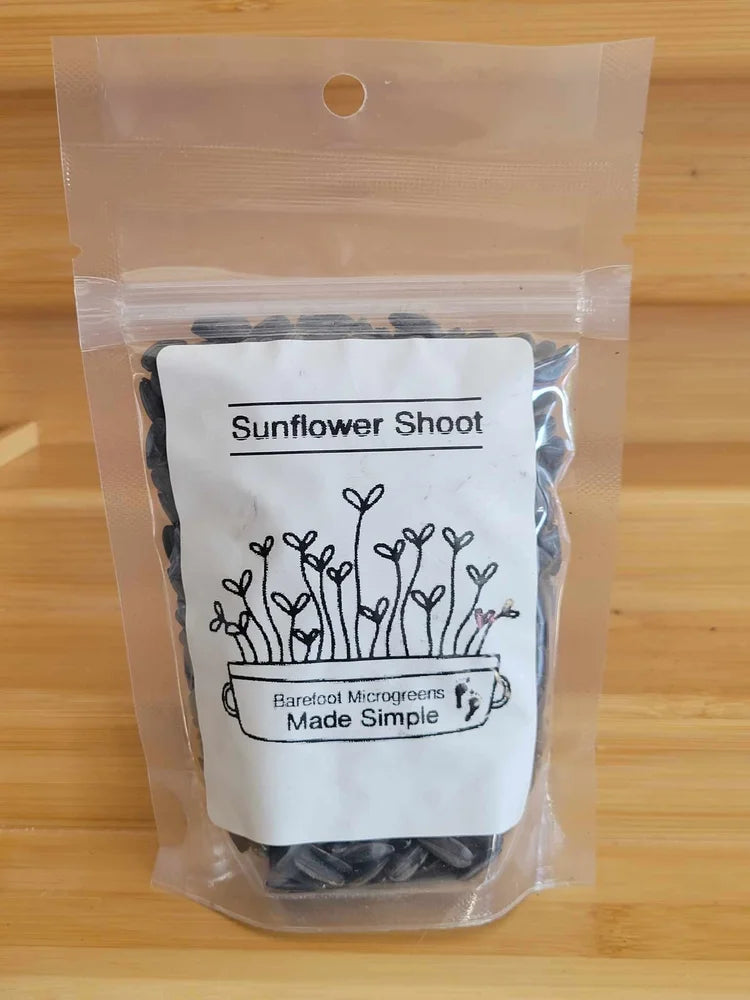 Sunflower Shoot
Barefoot Microgreens
Made Simple